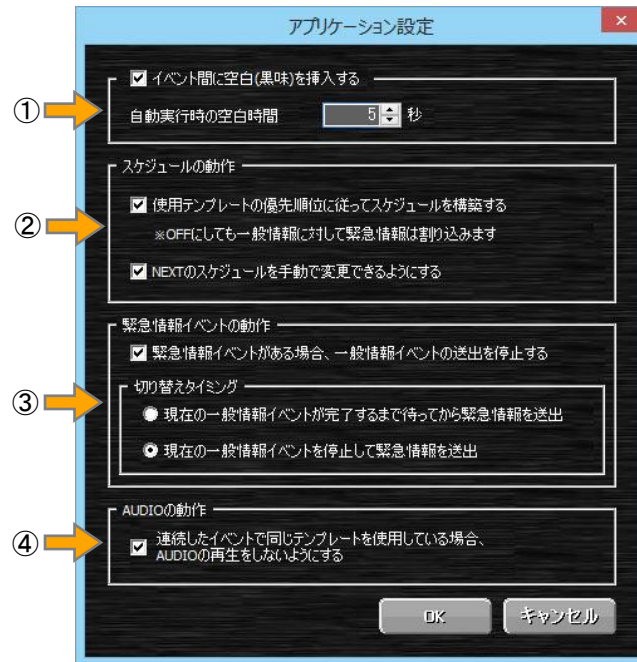 アプリケーション設定
×
イベント間に空白(黒味)を挿入する
①
自動実行時の空白時間 5 秒
スケジュールの動作
使用テンプレートの優先順位に従ってスケジュールを構築する
②
※OFFにしても一般情報に対して緊急情報は割り込みます
NEXTのスケジュールを手動で変更できるようにする
緊急情報イベントの動作
緊急情報イベントがある場合、一般情報イベントの送出を停止する
切り替えタイミング
③
現在の一般情報イベントが完了するまで待ってから緊急情報を送出
現在の一般情報イベントを停止して緊急情報を送出
AUDIOの動作
④
連続したイベントで同じテンプレートを使用している場合、
AUDIOの再生をしないようにする
OK キャンセル